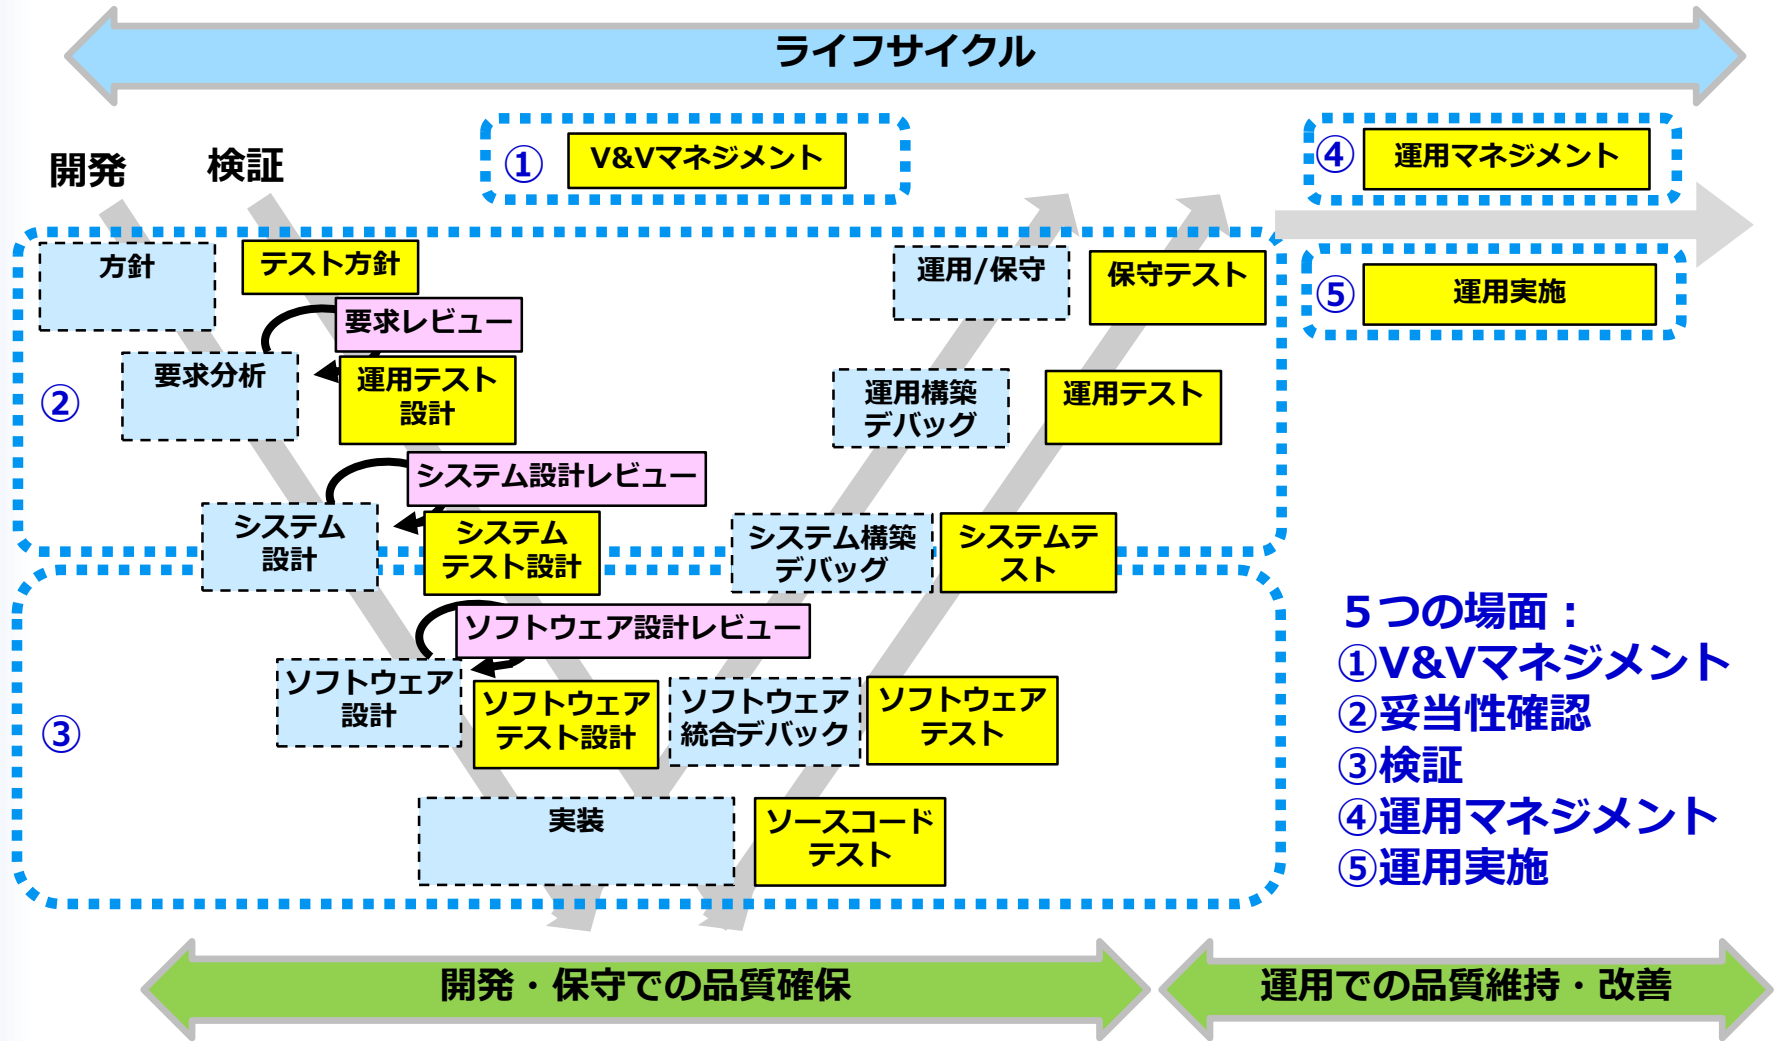 ライフサイクル
開発
検証
①
V&Vマネジメント
④
運用マネジメント
方針
テスト方針
運用/保守
保守テスト
⑤
運用実施
要求レビュー
②
要求分析
運用テスト
設計
運用構築
デバッグ
運用テスト
システム設計レビュー
システム
設計
システム
テスト設計
システム構築
デバッグ
システムテ
スト
ソフトウェア設計レビュー
③
ソフトウェア
設計
ソフトウェア
テスト設計
ソフトウェア
統合デバック
ソフトウェア
テスト
実装
ソースコード
テスト
5つの場面：
①V&Vマネジメント
②妥当性確認
③検証
④運用マネジメント
⑤運用実施
開発・保守での品質確保
運用での品質維持・改善